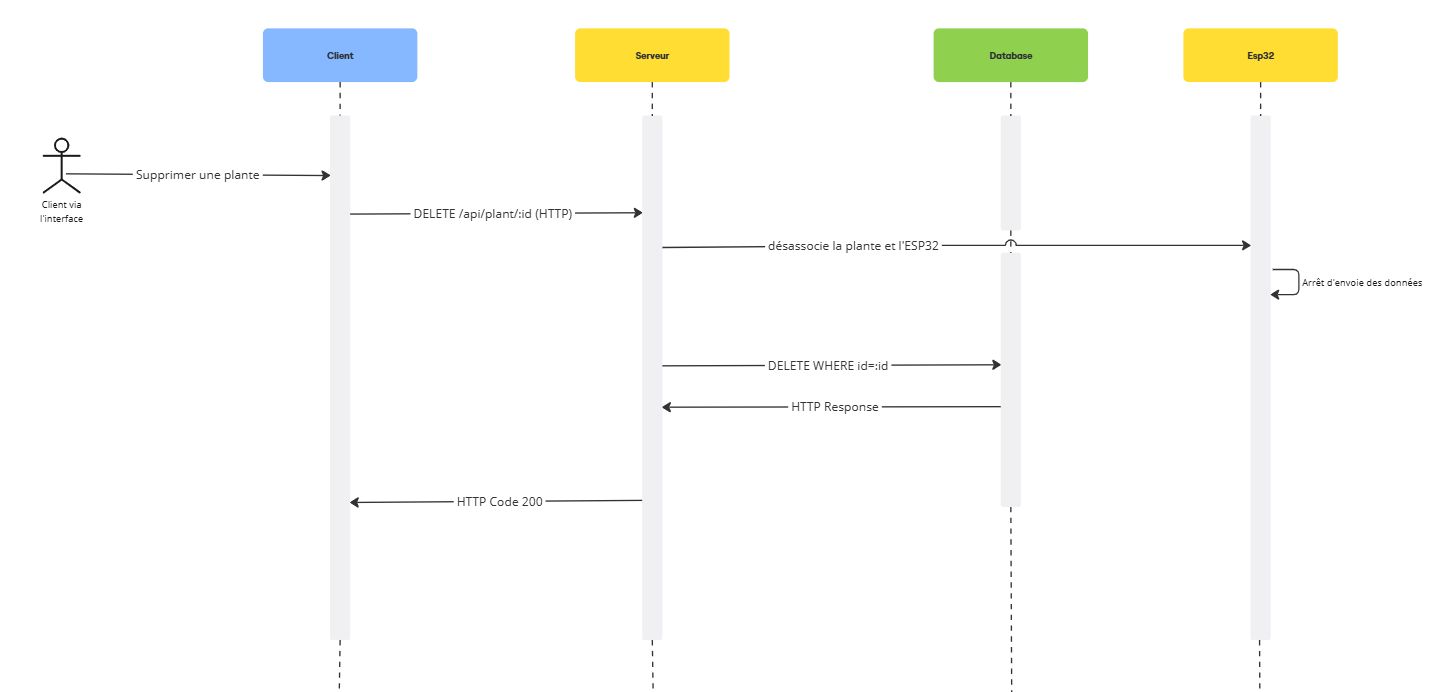 Client
Serveur
Database
Esp32
Supprimer une plante
Client via
l'interface
DELETE /api/plant/:id (HTTP)
désassocie la plante et l'ESP32
Arrêt d'envoie des données
DELETE WHERE id=:id
HTTP Response
HTTP Code 200